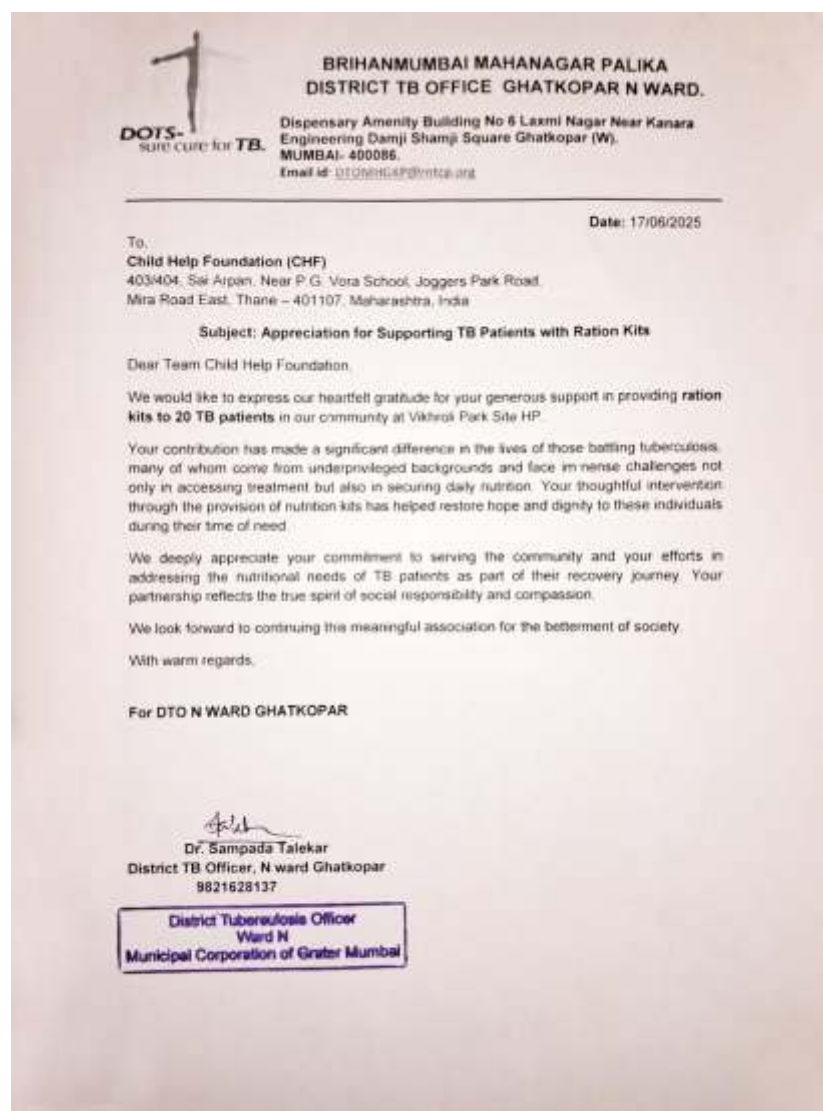 BRIHANMUMBAI MAHANAGAR PALIKA
DISTRICT TB OFFICE GHATKOPAR N WARD.
DOTS-
sure cure for TB.
Dispensary Amenity Building No 6 Laxmi Nagar Near Kanara
Engineering Damji Shamji Square Ghatkopar (W).
MUMBAI- 400086.
Email id:
Date: 17/06/2025
To,
Child Help Foundation (CHF)
403/404, Sai Arpan, Near P.G. Vora School, Joggers Park Road,
Mira Road East, Thane – 401107, Maharashtra, India
Subject: Appreciation for Supporting TB Patients with Ration Kits
Dear Team Child Help Foundation,
We would like to express our heartfelt gratitude for your generous support in providing ration
kits to 20 TB patients in our community at Vikhroli Park Site HP.
Your contribution has made a significant difference in the lives of those battling tuberculosis,
many of whom come from underprivileged backgrounds and face immense challenges not
only in accessing treatment but also in securing daily nutrition. Your thoughtful intervention
through the provision of nutrition kits has helped restore hope and dignity to these individuals
during their time of need.
We deeply appreciate your commitment to serving the community and your efforts in
addressing the nutritional needs of TB patients as part of their recovery journey. Your
partnership reflects the true spirit of social responsibility and compassion.
We look forward to continuing this meaningful association for the betterment of society.
With warm regards,
For DTO N WARD GHATKOPAR
Dr. Sampada Talekar
District TB Officer, N ward Ghatkopar
9821628137
District Tuberculosis Officer
Ward N
Municipal Corporation of Grater Mumbai